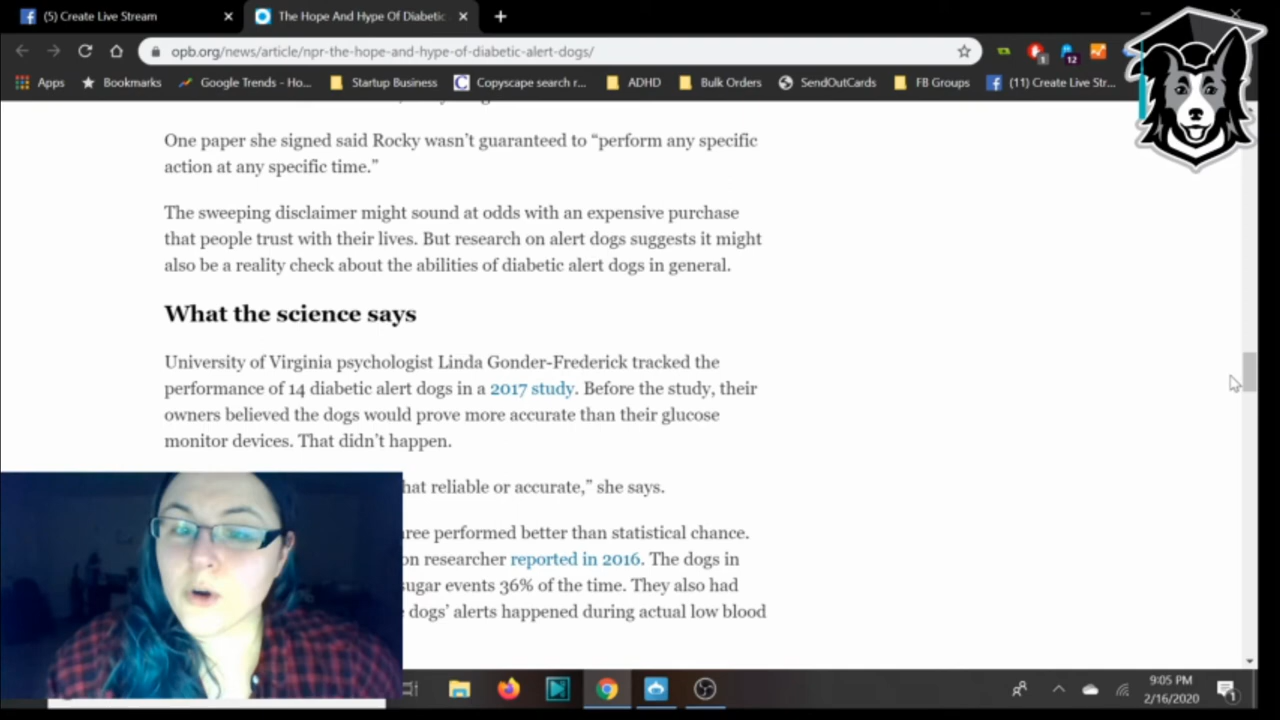 (5) Create Live Stream
The Hope And Hype Of Diabetic
opb.org/news/article/npr-the-hope-and-hype-of-diabetic-alert-dogs/
1
12
Apps Bookmarks Google Trends - Ho... Startup Business Copyscape search r... ADHD Bulk Orders SendOutCards FB Groups (11) Create Live Str...
One paper she signed said Rocky wasn't guaranteed to “perform any specific
action at any specific time.”
The sweeping disclaimer might sound at odds with an expensive purchase
that people trust with their lives. But research on alert dogs suggests it might
also be a reality check about the abilities of diabetic alert dogs in general.
What the science says
University of Virginia psychologist Linda Gonder-Frederick tracked the
performance of 14 diabetic alert dogs in a 2017 study. Before the study, their
owners believed the dogs would prove more accurate than their glucose
monitor devices. That didn't happen.
hat reliable or accurate,” she says.
ree performed better than statistical chance.
on researcher reported in 2016. The dogs in
sugar events 36% of the time. They also had
dogs' alerts happened during actual low blood
9:05 PM
2/16/2020
1